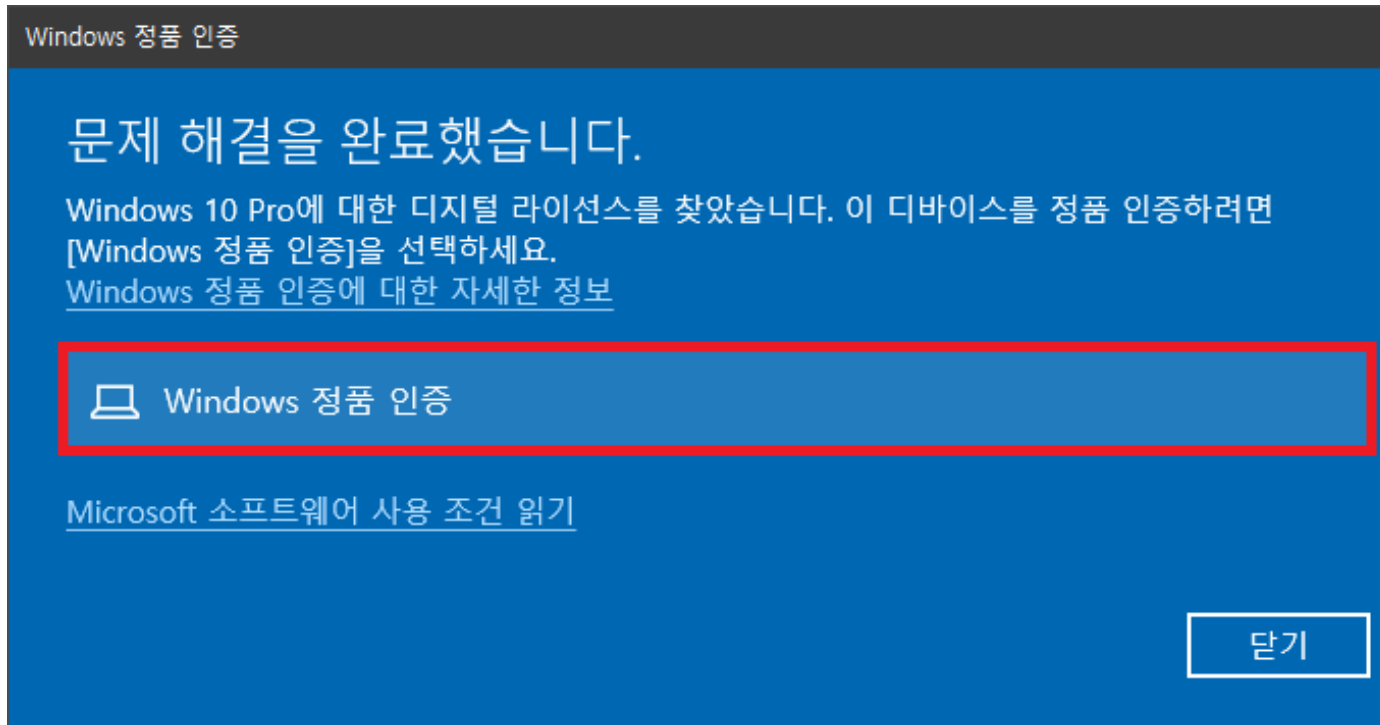 Windows 정품 인증
문제 해결을 완료했습니다.
Windows 10 Pro에 대한 디지털 라이선스를 찾았습니다. 이 디바이스를 정품 인증하려면
[Windows 정품 인증]을 선택하세요.
Windows 정품 인증에 대한 자세한 정보
Windows 정품 인증
Microsoft 소프트웨어 사용 조건 읽기
닫기